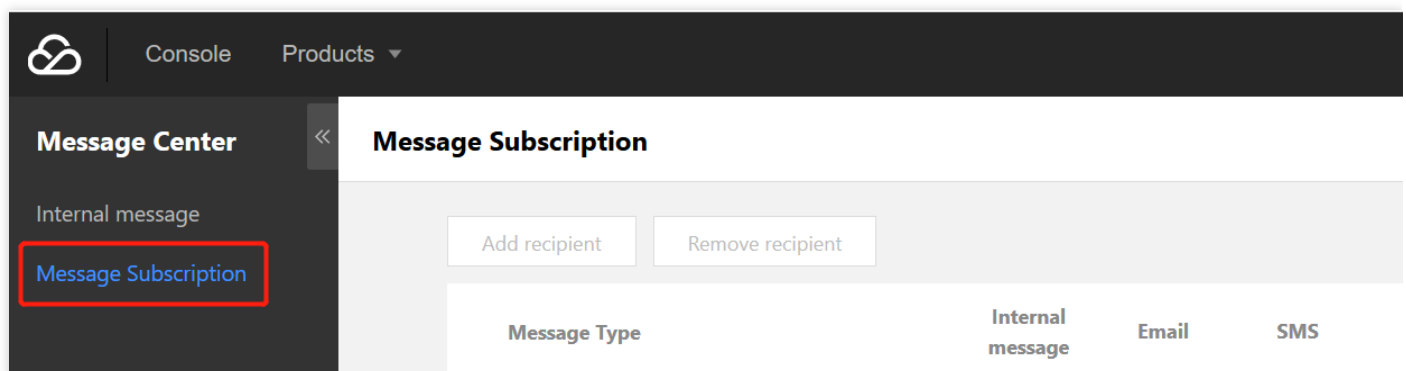 Console Products
Message Center
Message Subscription
Internal message
Message Subscription
Add recipient Remove recipient
Message Type Internal message Email SMS